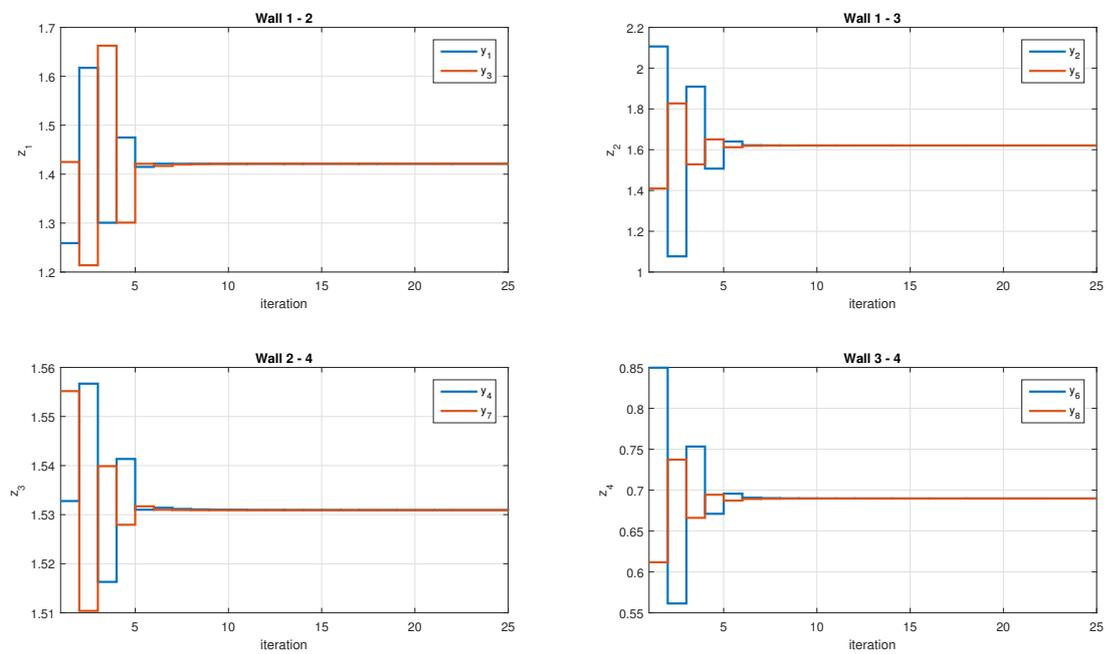 Wall 1 - 2
1.7
1.6
1.5
1.4
1.3
1.2
z1
5 10 15 20 25
iteration
y1
y3
Wall 1 - 3
2.2
2
1.8
1.6
1.4
1.2
1
z2
5 10 15 20 25
iteration
y2
y5
Wall 2 - 4
1.56
1.55
1.54
1.53
1.52
1.51
z3
5 10 15 20 25
iteration
y4
y7
Wall 3 - 4
0.85
0.8
0.75
0.7
0.65
0.6
0.55
z4
5 10 15 20 25
iteration
y6
y8